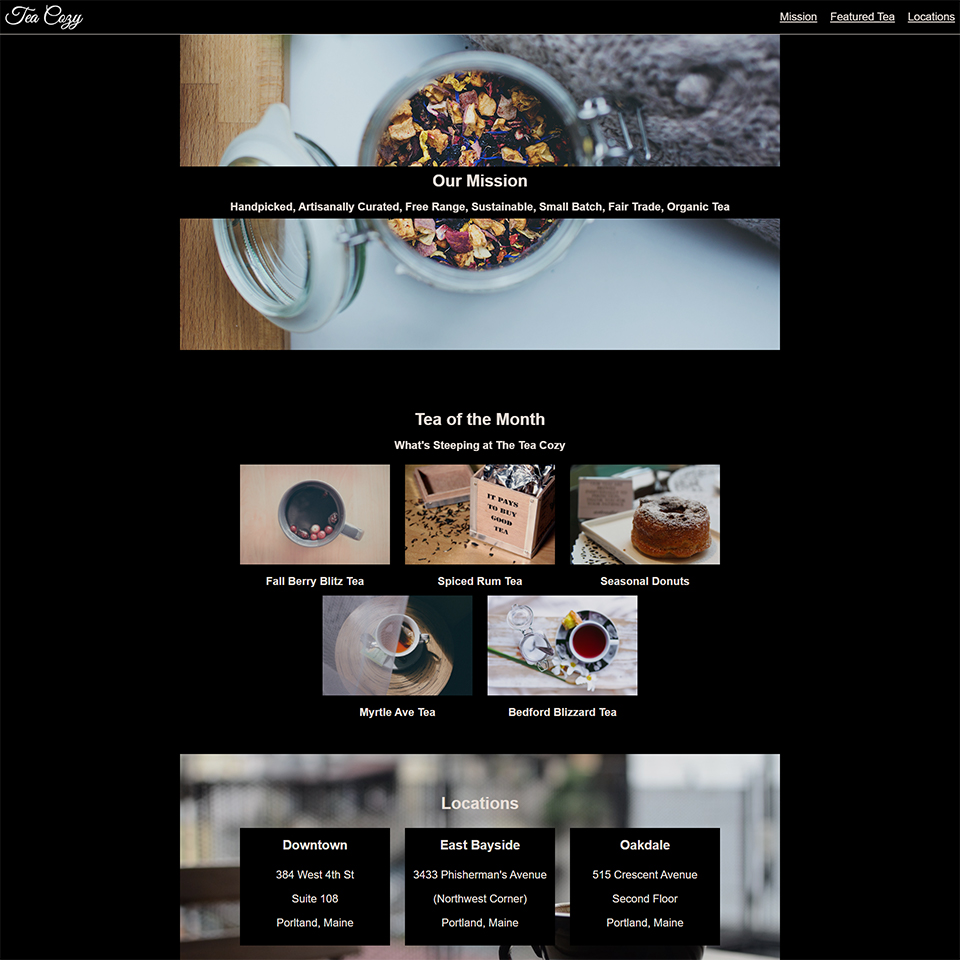 Tea Cozy
Mission Featured Tea Locations
Our Mission
Handpicked, Artisanally Curated, Free Range, Sustainable, Small Batch, Fair Trade, Organic Tea
Tea of the Month
What's Steeping at The Tea Cozy
IT PAYS
TO BUY
GOOD
TEA
Fall Berry Blitz Tea
Spiced Rum Tea
Seasonal Donuts
Myrtle Ave Tea
Bedford Blizzard Tea
Locations
Downtown
384 West 4th St
Suite 108
Portland, Maine
East Bayside
3433 Phisherman's Avenue
(Northwest Corner)
Portland, Maine
Oakdale
515 Crescent Avenue
Second Floor
Portland, Maine